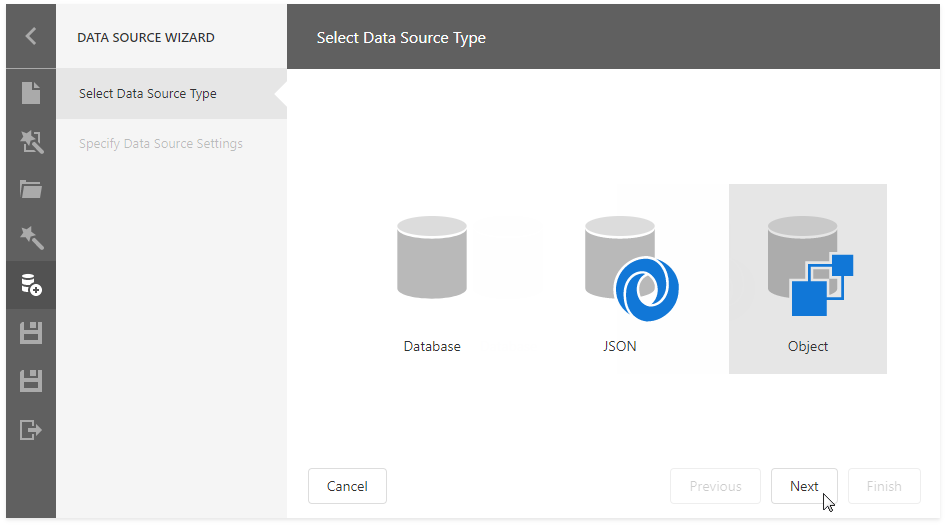 DATA SOURCE WIZARD
Select Data Source Type
Select Data Source Type
Specify Data Source Settings
Database
JSON
Object
Cancel
Previous
Next
Finish